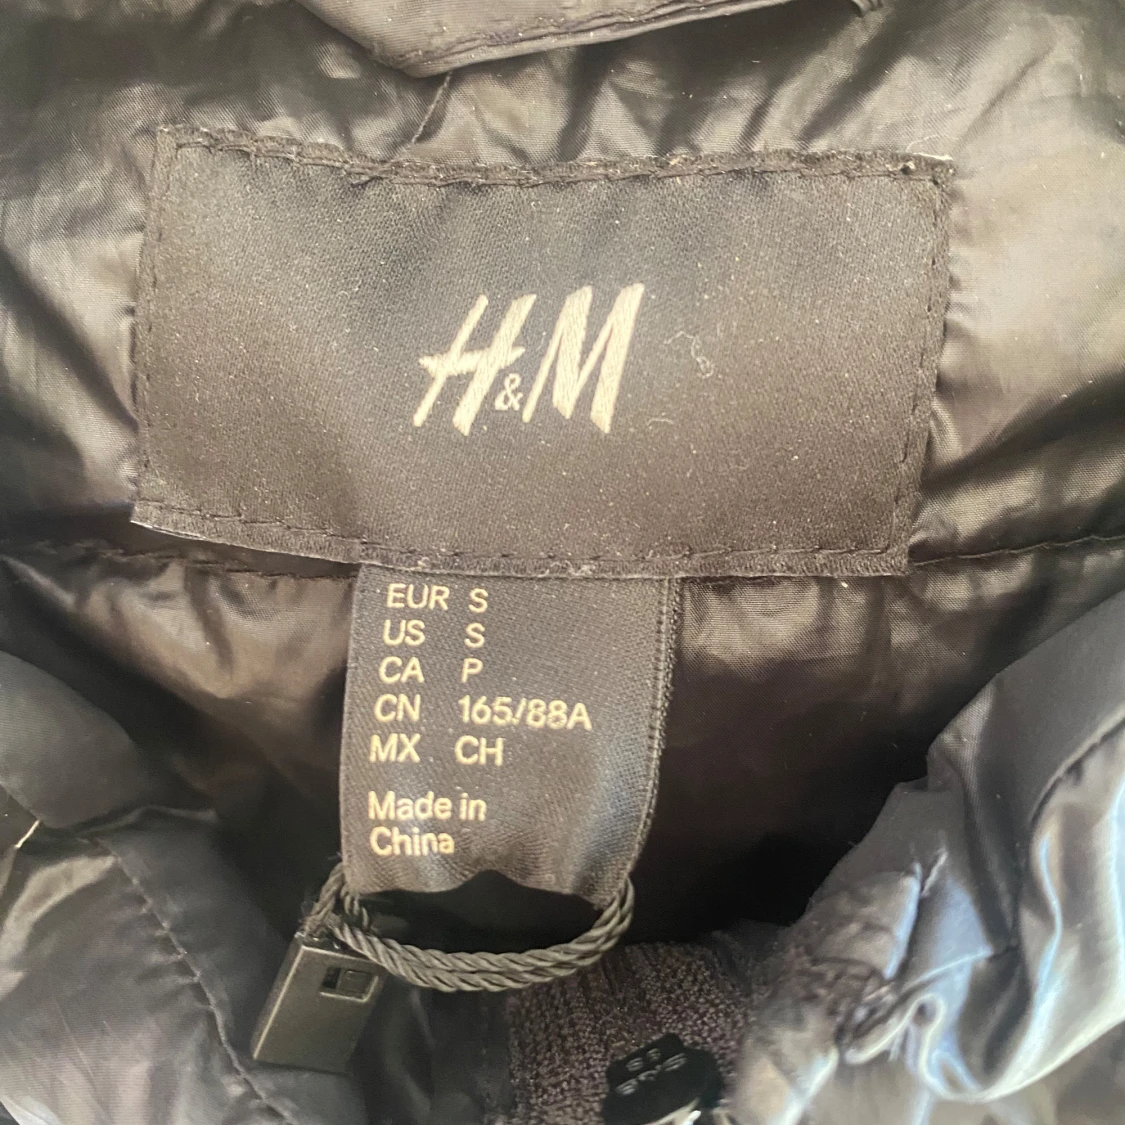 H&M
EUR S
US S
CA P
CN 165/88A
MX CH
Made in
China